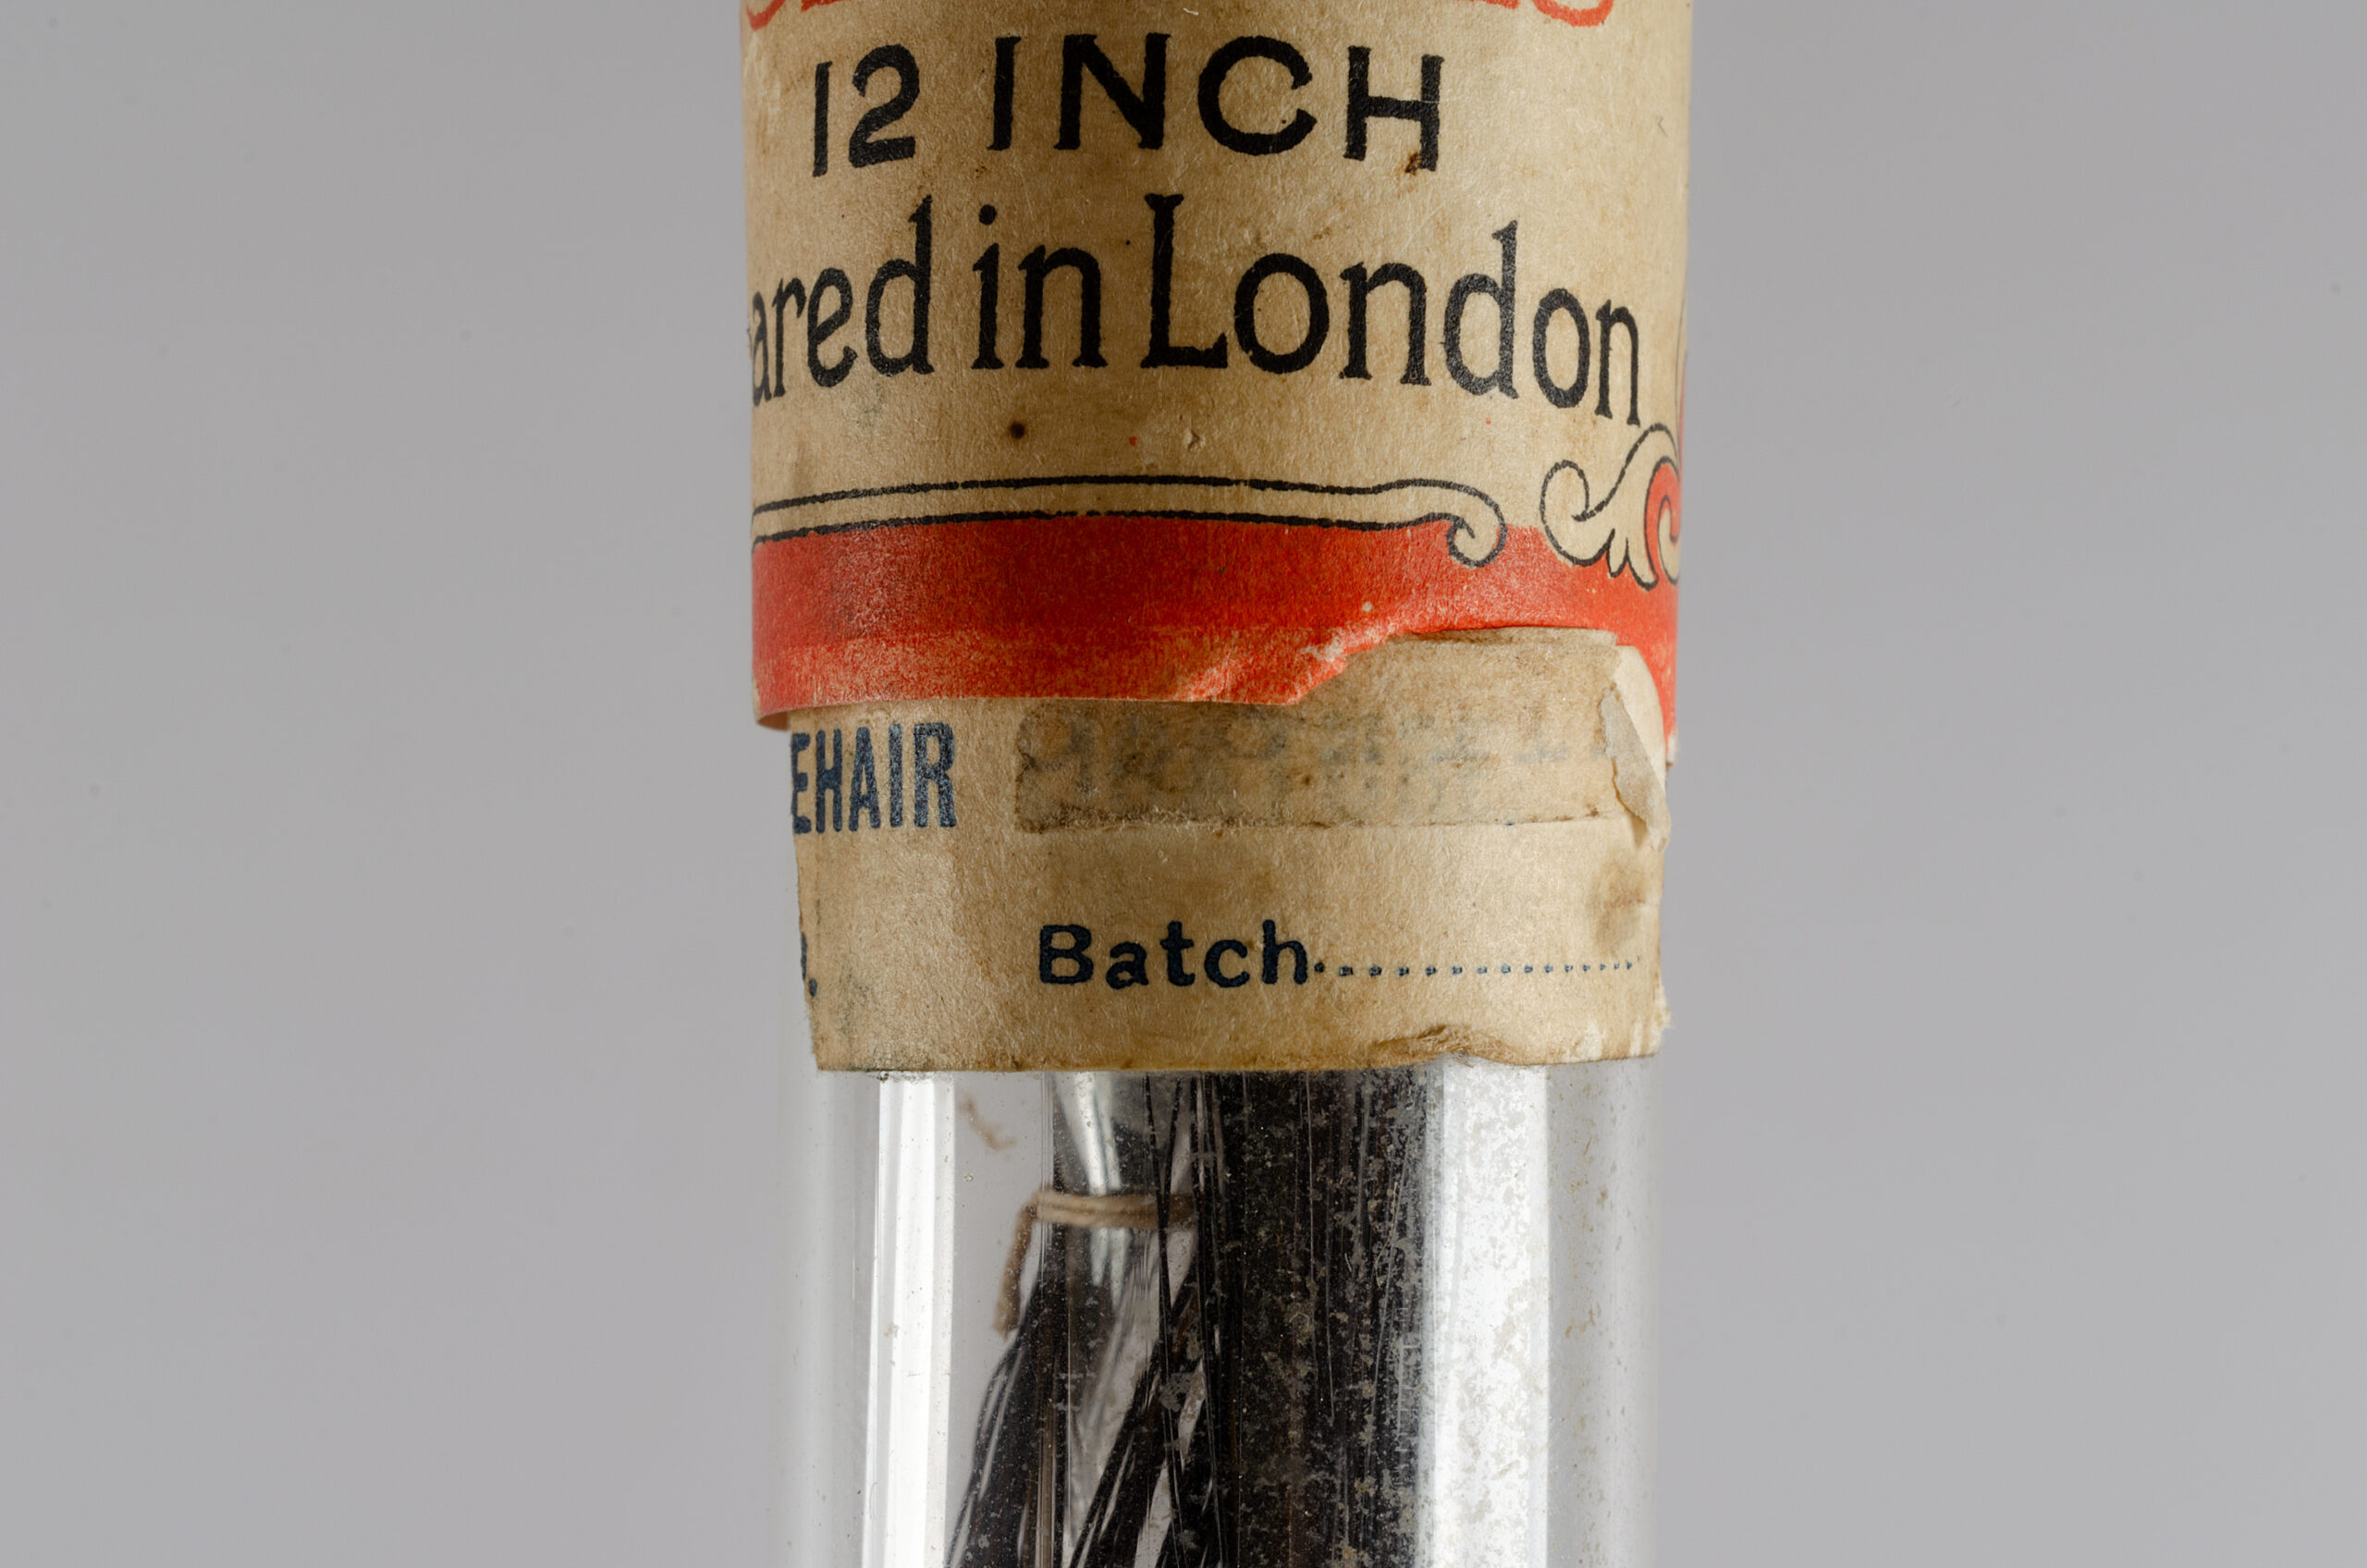 12 INCH
ared in London
EHAIR
Batch..................